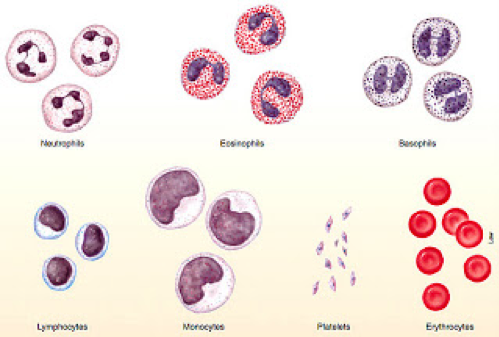 Neutrophils
Eosinophils
Basophils
Lymphocytes
Monocytes
Platelets
Erythrocytes